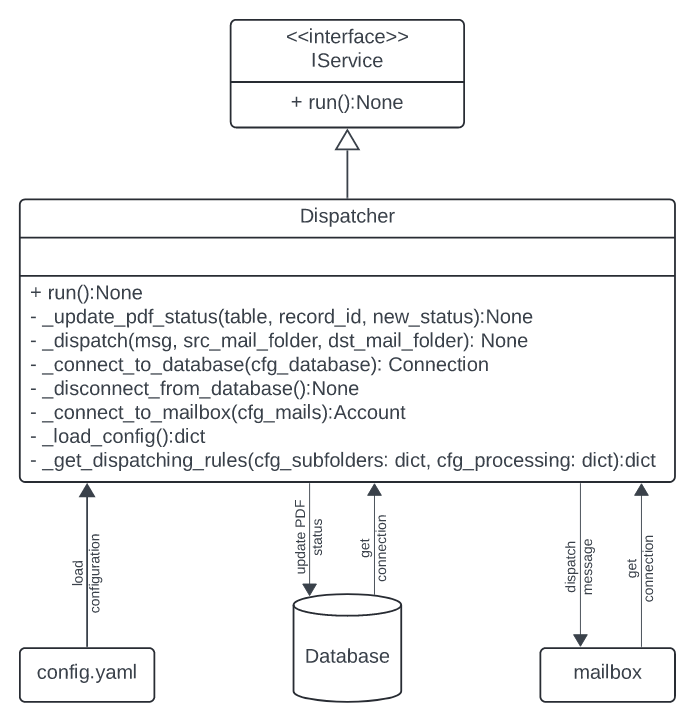 <<interface>>
IService
+ run():None
Dispatcher
+ run():None
- _update_pdf_status(table, record_id, new_status):None
- _dispatch(msg, src_mail_folder, dst_mail_folder): None
- _connect_to_database(cfg_database): Connection
- _disconnect_from_database():None
- _connect_to_mailbox(cfg_mails):Account
- _load_config():dict
- _get_dispatching_rules(cfg_subfolders: dict, cfg_processing: dict):dict
load
configuration
update PDF
status
get
connection
dispatch
message
get
connection
config.yaml
Database
mailbox